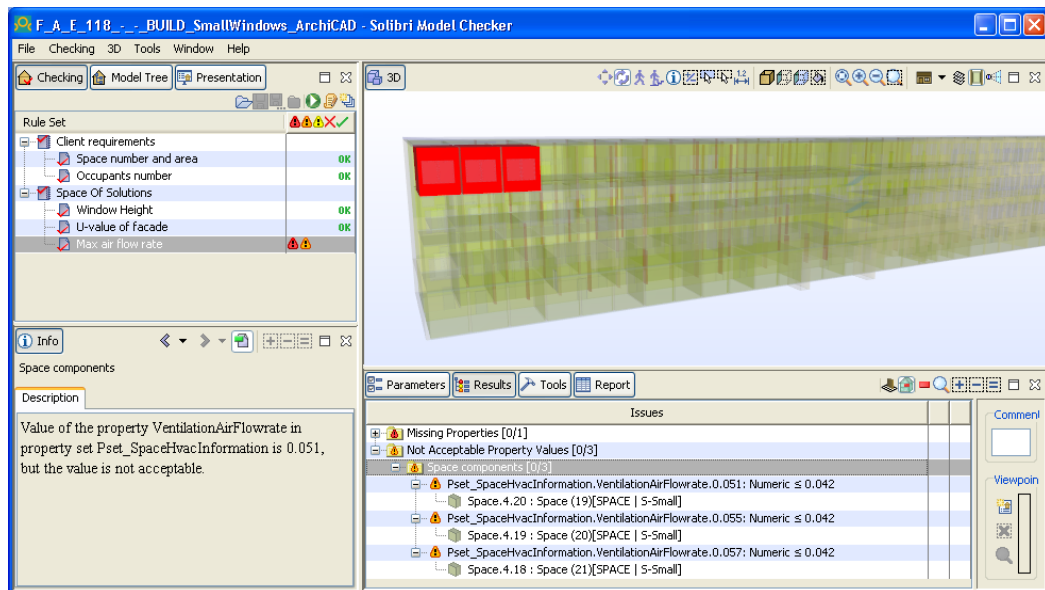 F_A_E_118_-_-_BUILD_SmallWindows_ArchiCAD - Solibri Model Checker
File Checking 3D Tools Window Help
Checking Model Tree Presentation
Rule Set
Client requirements
Space number and area OK
Occupants number OK
Space Of Solutions
Window Height OK
U-value of facade OK
Max air flow rate
Info
Space components
Description
Value of the property VentilationAirFlowrate in
property set Pset_SpaceHvacInformation is 0.051,
but the value is not acceptable.
3D
Parameters Results Tools Report
Issues
Missing Properties [0/1]
Not Acceptable Property Values [0/3]
Space components [0/3]
Pset_SpaceHvacInformation.VentilationAirFlowrate.0.051: Numeric ≤ 0.042
Space.4.20 : Space (19)[SPACE | S-Small]
Pset_SpaceHvacInformation.VentilationAirFlowrate.0.055: Numeric ≤ 0.042
Space.4.19 : Space (20)[SPACE | S-Small]
Pset_SpaceHvacInformation.VentilationAirFlowrate.0.057: Numeric ≤ 0.042
Space.4.18 : Space (21)[SPACE | S-Small]
Comment
Viewpoin